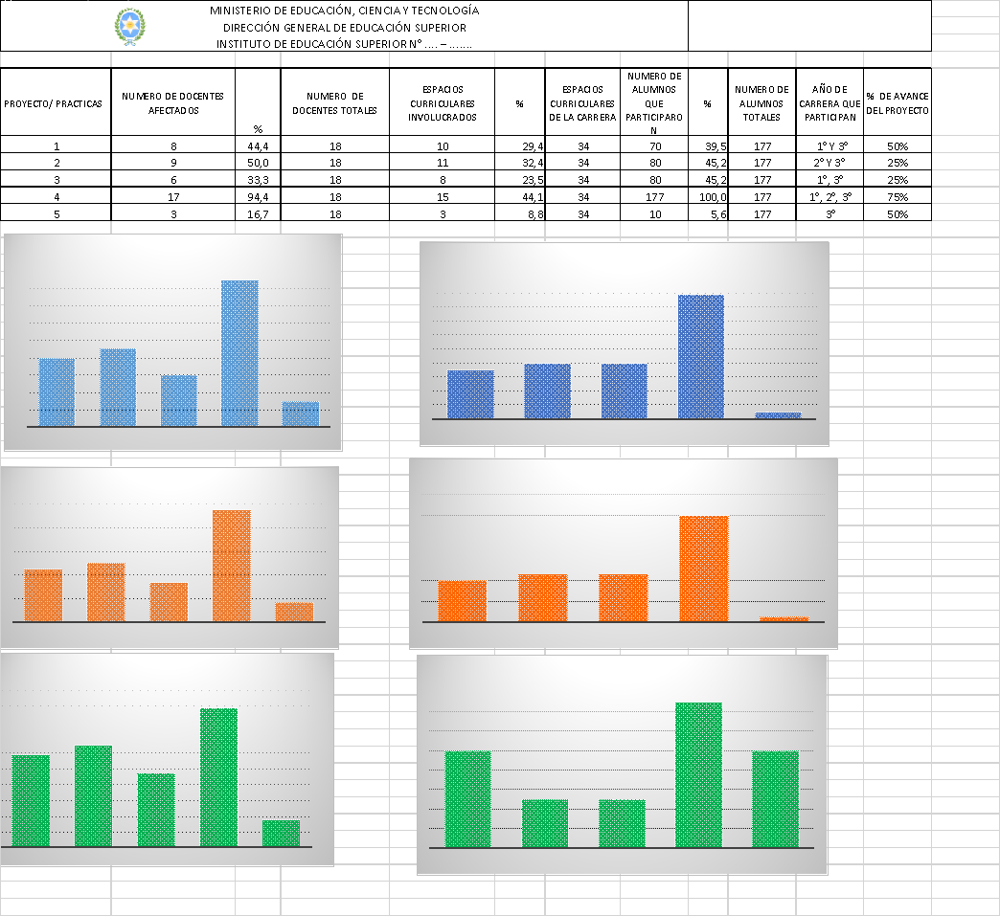 MINISTERIO DE EDUCACIÓN, CIENCIA Y TECNOLOGÍA
DIRECCIÓN GENERAL DE EDUCACIÓN SUPERIOR
INSTITUTO DE EDUCACIÓN SUPERIOR N° .... – .......
PROYECTO/ PRACTICAS
NUMERO DE DOCENTES
AFECTADOS
%
NUMERO DE
DOCENTES TOTALES
ESPACIOS
CURRICULARES
INVOLUCRADOS
%
ESPACIOS
CURRICULARES
DE LA CARRERA
NUMERO DE
ALUMNOS
QUE
PARTICIPARO
N
%
NUMERO DE
ALUMNOS
TOTALES
AÑO DE
CARRERA QUE
PARTICIPAN
% DE AVANCE
DEL PROYECTO
1 8 44,4 18 10 29,4 34 70 39,5 177 1° Y 3° 50%
2 9 50,0 18 11 32,4 34 80 45,2 177 2° Y 3° 25%
3 6 33,3 18 8 23,5 34 80 45,2 177 1°, 3° 25%
4 17 94,4 18 15 44,1 34 177 100,0 177 1°, 2°, 3° 75%
5 3 16,7 18 3 8,8 34 10 5,6 177 3° 50%